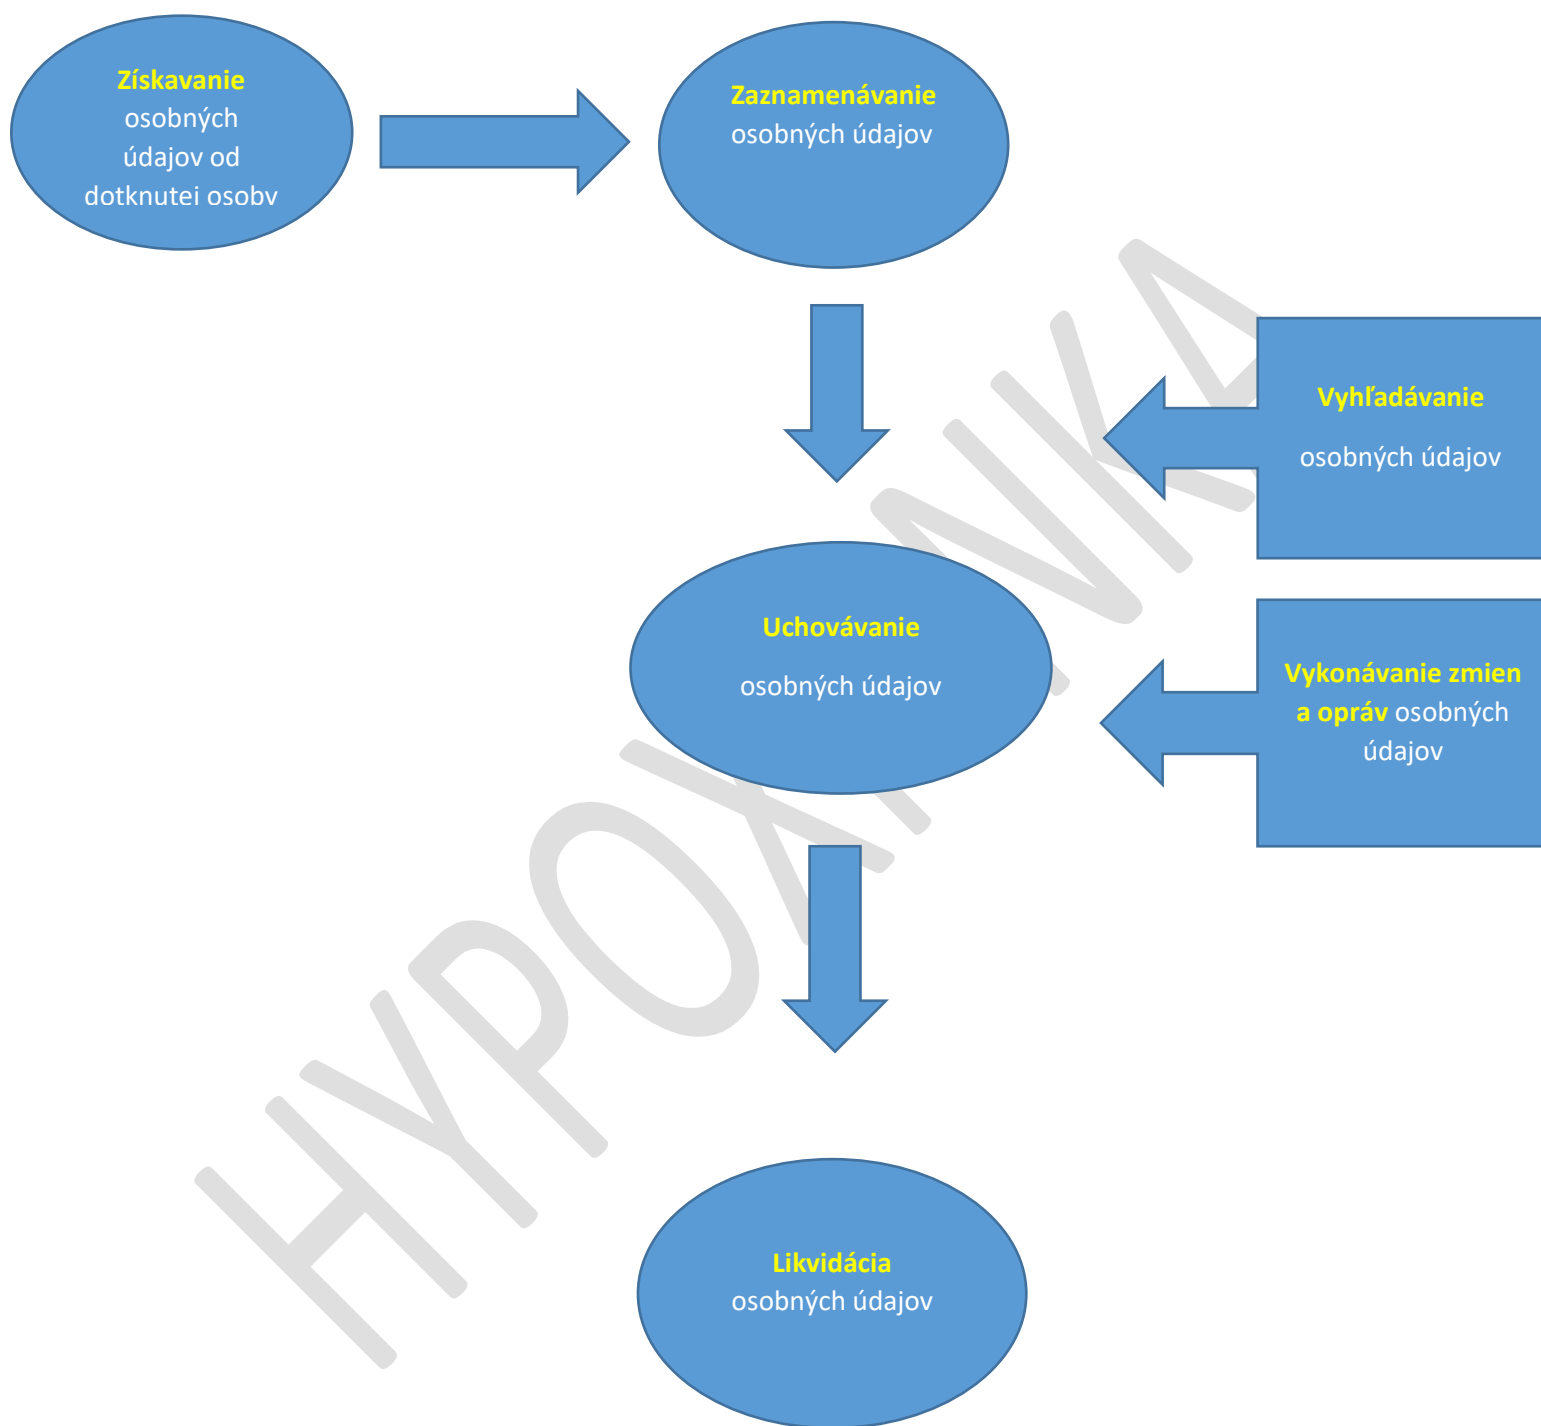 Získavanie
osobných
údajov od
dotknutej osoby
Zaznamenávanie
osobných údajov
Vyhľadávanie
osobných údajov
Uchovávanie
osobných údajov
Vykonávanie zmien
a opráv osobných
údajov
Likvidácia
osobných údajov